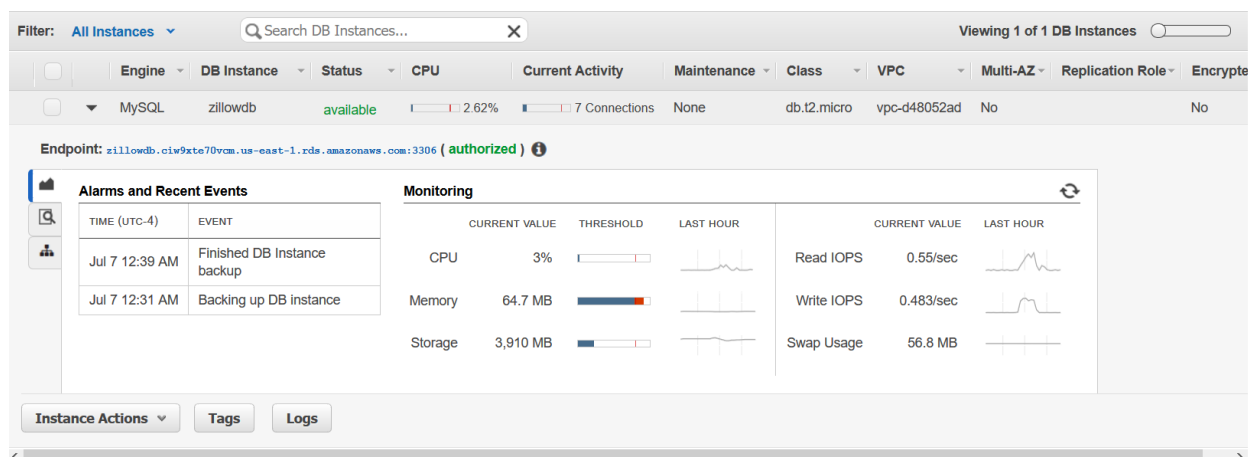 Filter: All Instances Search DB Instances... Viewing 1 of 1 DB Instances
Engine DB Instance Status CPU Current Activity Maintenance Class VPC Multi-AZ Replication Role Encrypte
MySQL zillowdb available 2.62% 7 Connections None db.t2.micro vpc-d48052ad No No
Endpoint: zillowdb.ciw9xte70vcm.us-east-1.rds.amazonaws.com:3306 ( authorized )
Alarms and Recent Events
TIME (UTC-4) EVENT
Jul 7 12:39 AM Finished DB Instance
backup
Jul 7 12:31 AM Backing up DB instance
Monitoring
CURRENT VALUE THRESHOLD LAST HOUR CURRENT VALUE LAST HOUR
CPU 3% Read IOPS 0.55/sec
Memory 64.7 MB Write IOPS 0.483/sec
Storage 3,910 MB Swap Usage 56.8 MB
Instance Actions Tags Logs